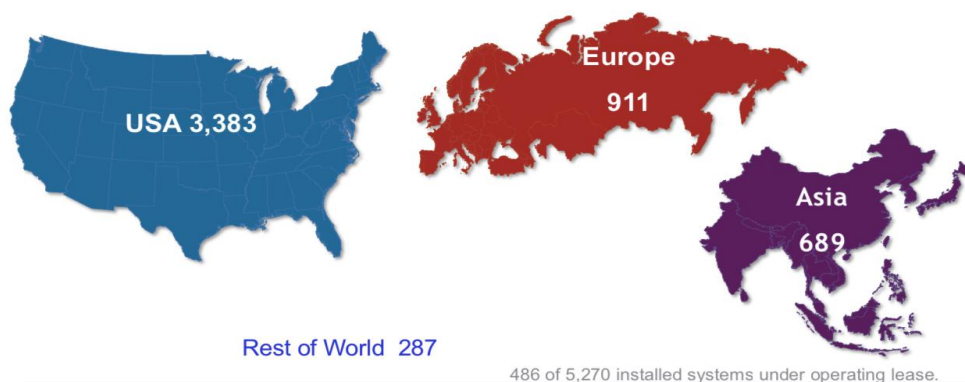 USA 3,383
Europe
911
Asia
689
Rest of World 287
486 of 5,270 installed systems under operating lease.